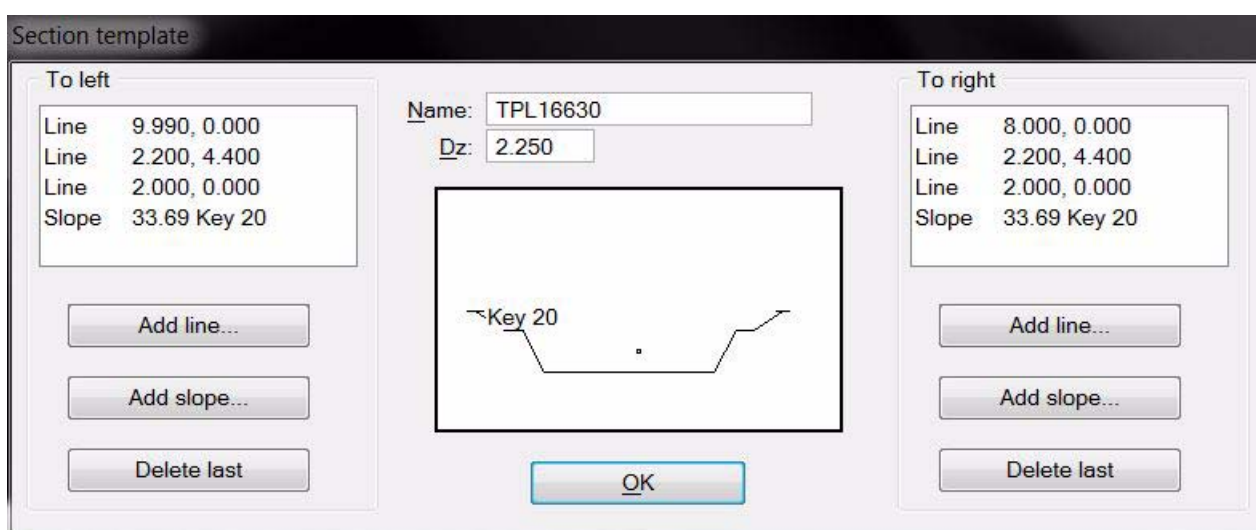 Section template
To left
Line 9.990, 0.000
Line 2.200, 4.400
Line 2.000, 0.000
Slope 33.69 Key 20
Add line...
Add slope...
Delete last
Name: TPL16630
Dz: 2.250
Key 20
OK
To right
Line 8.000, 0.000
Line 2.200, 4.400
Line 2.000, 0.000
Slope 33.69 Key 20
Add line...
Add slope...
Delete last